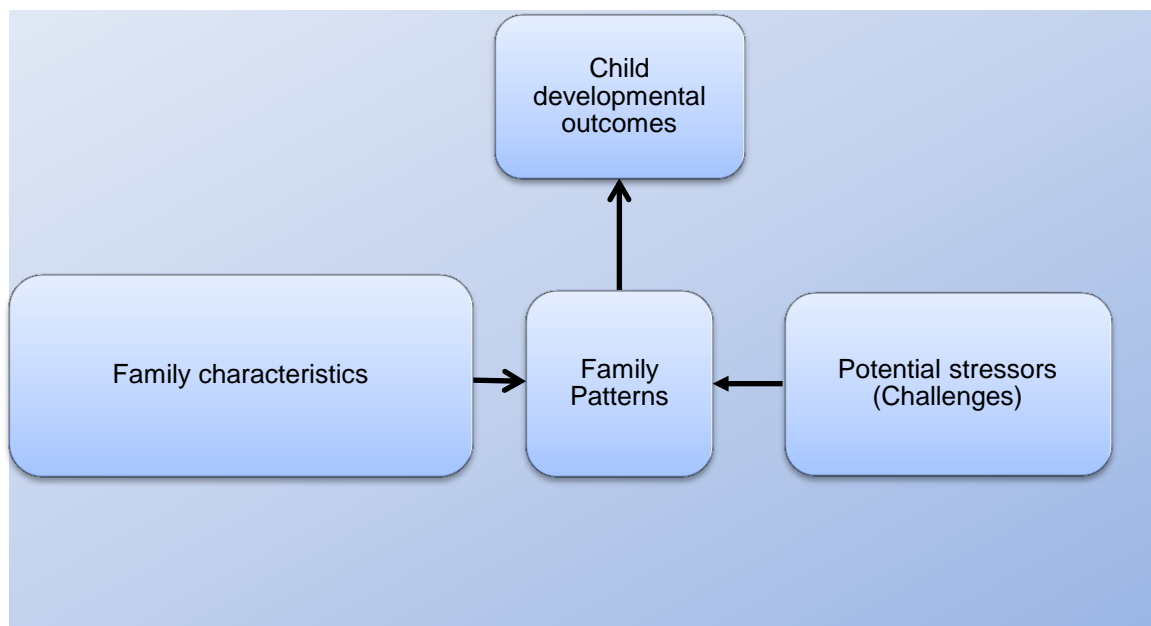 Child
developmental
outcomes
Family characteristics
Family
Patterns
Potential stressors
(Challenges)